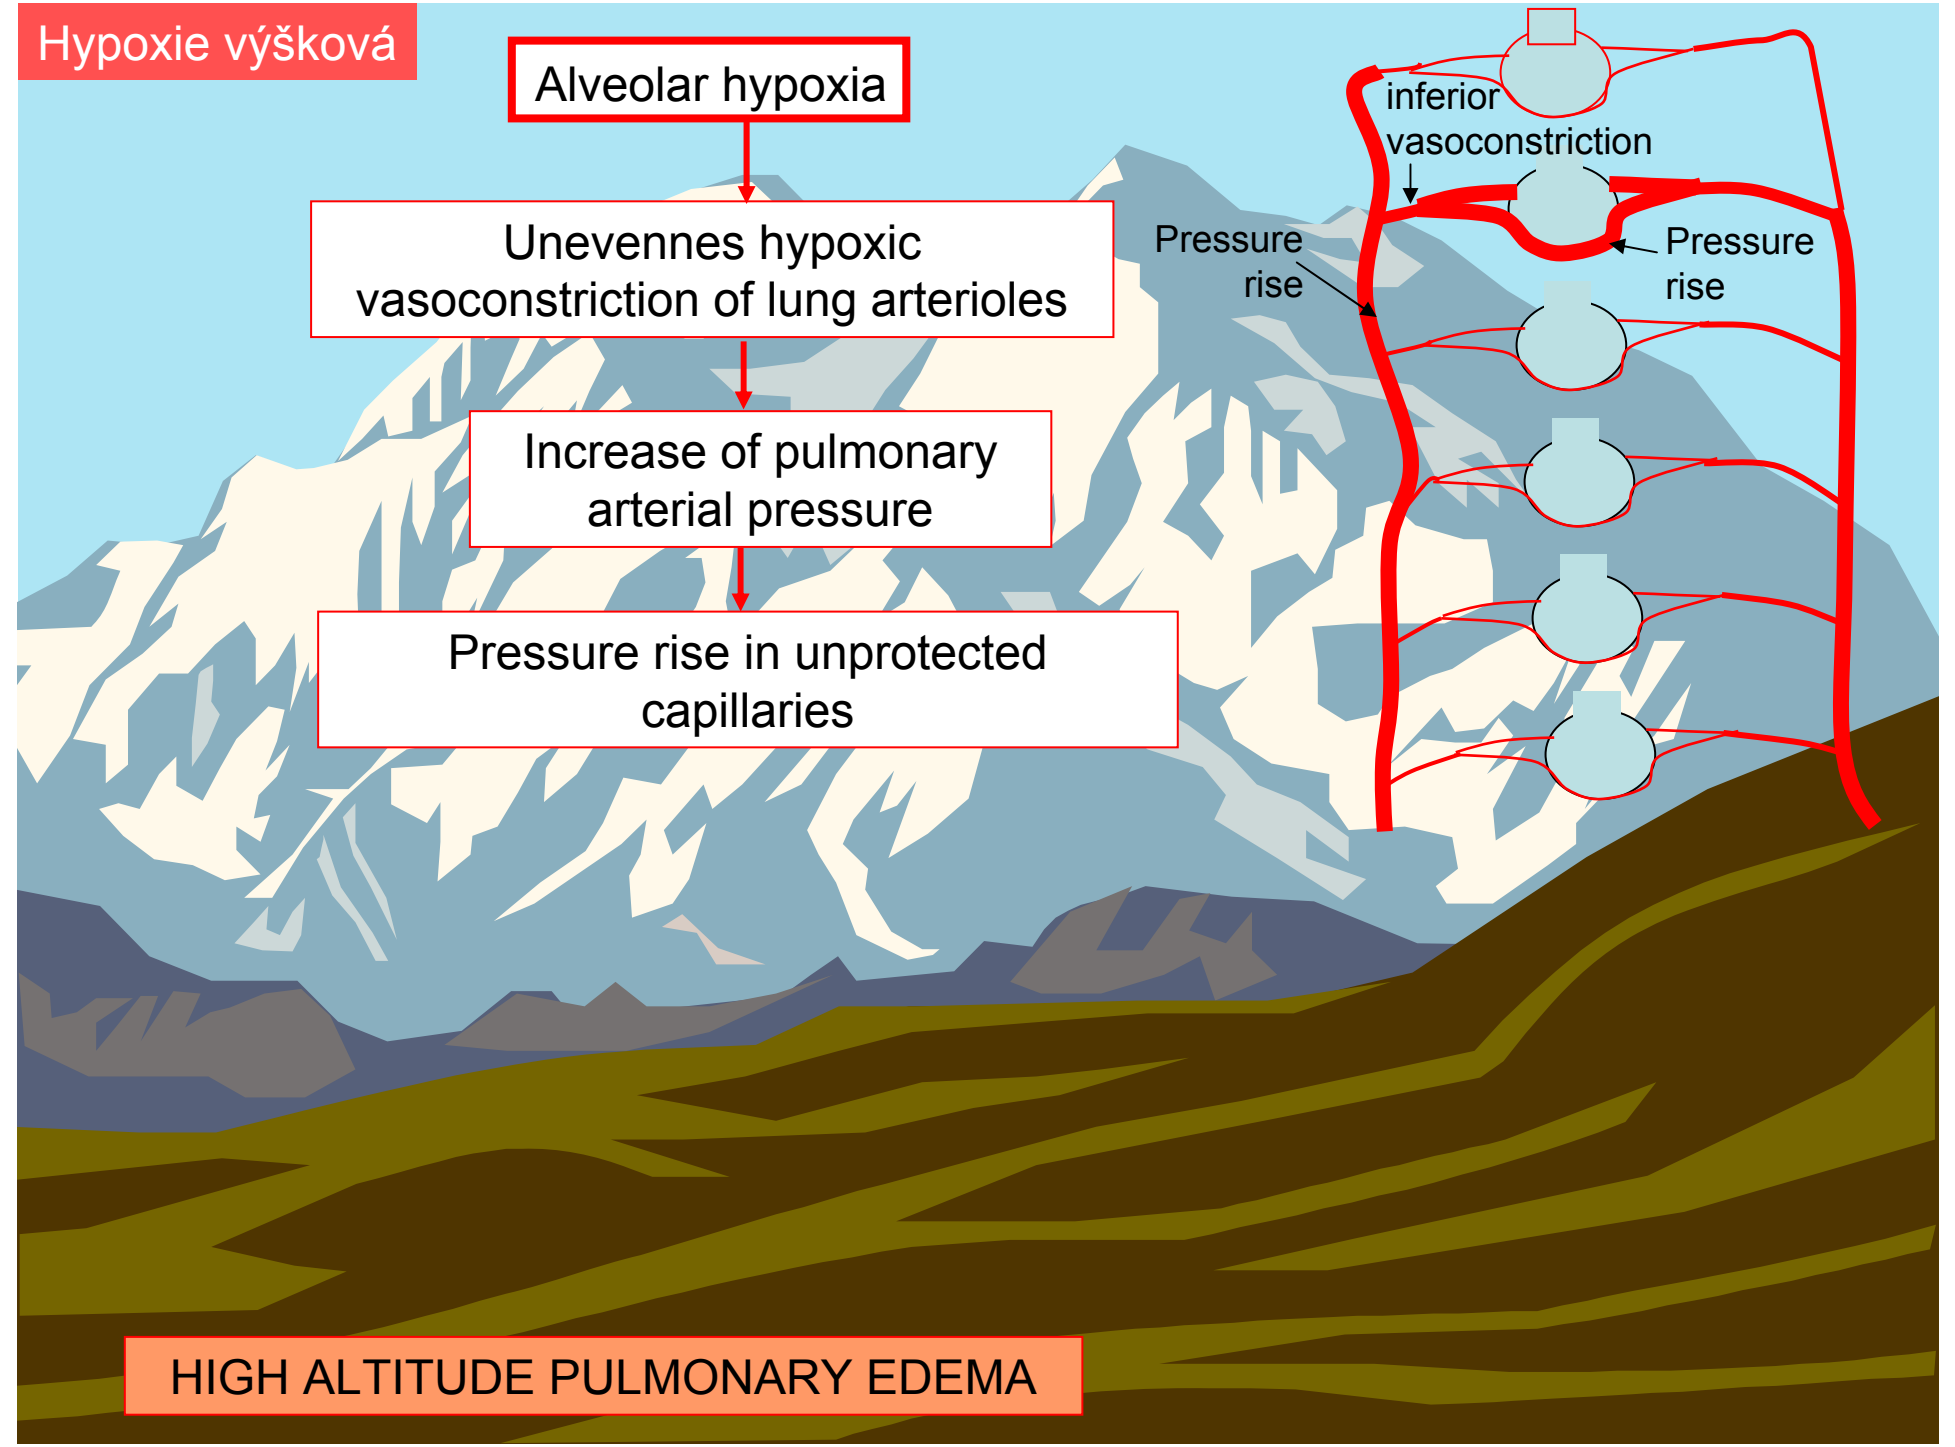 Hypoxie výšková
Alveolar hypoxia
Unevennes hypoxic
vasoconstriction of lung arterioles
Increase of pulmonary
arterial pressure
Pressure rise in unprotected
capillaries
inferior
vasoconstriction
Pressure
rise
Pressure
rise
HIGH ALTITUDE PULMONARY EDEMA